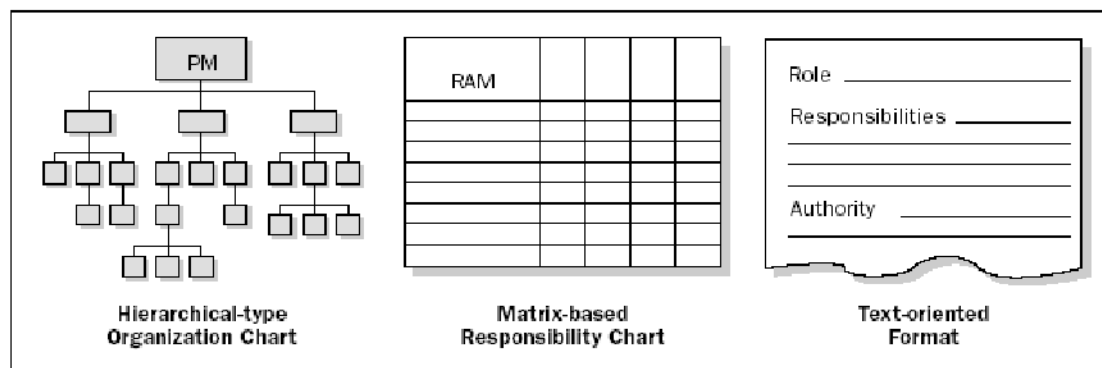 PM
RAM
Role
Responsibilities
Authority
Hierarchical-type
Organization Chart
Matrix-based
Responsibility Chart
Text-oriented
Format